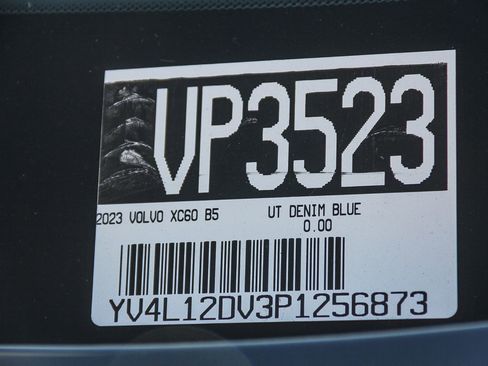 VP3523
2023 VOLVO XC60 B5 UT DENIM BLUE
0.00
YV4L12DV3P1256873